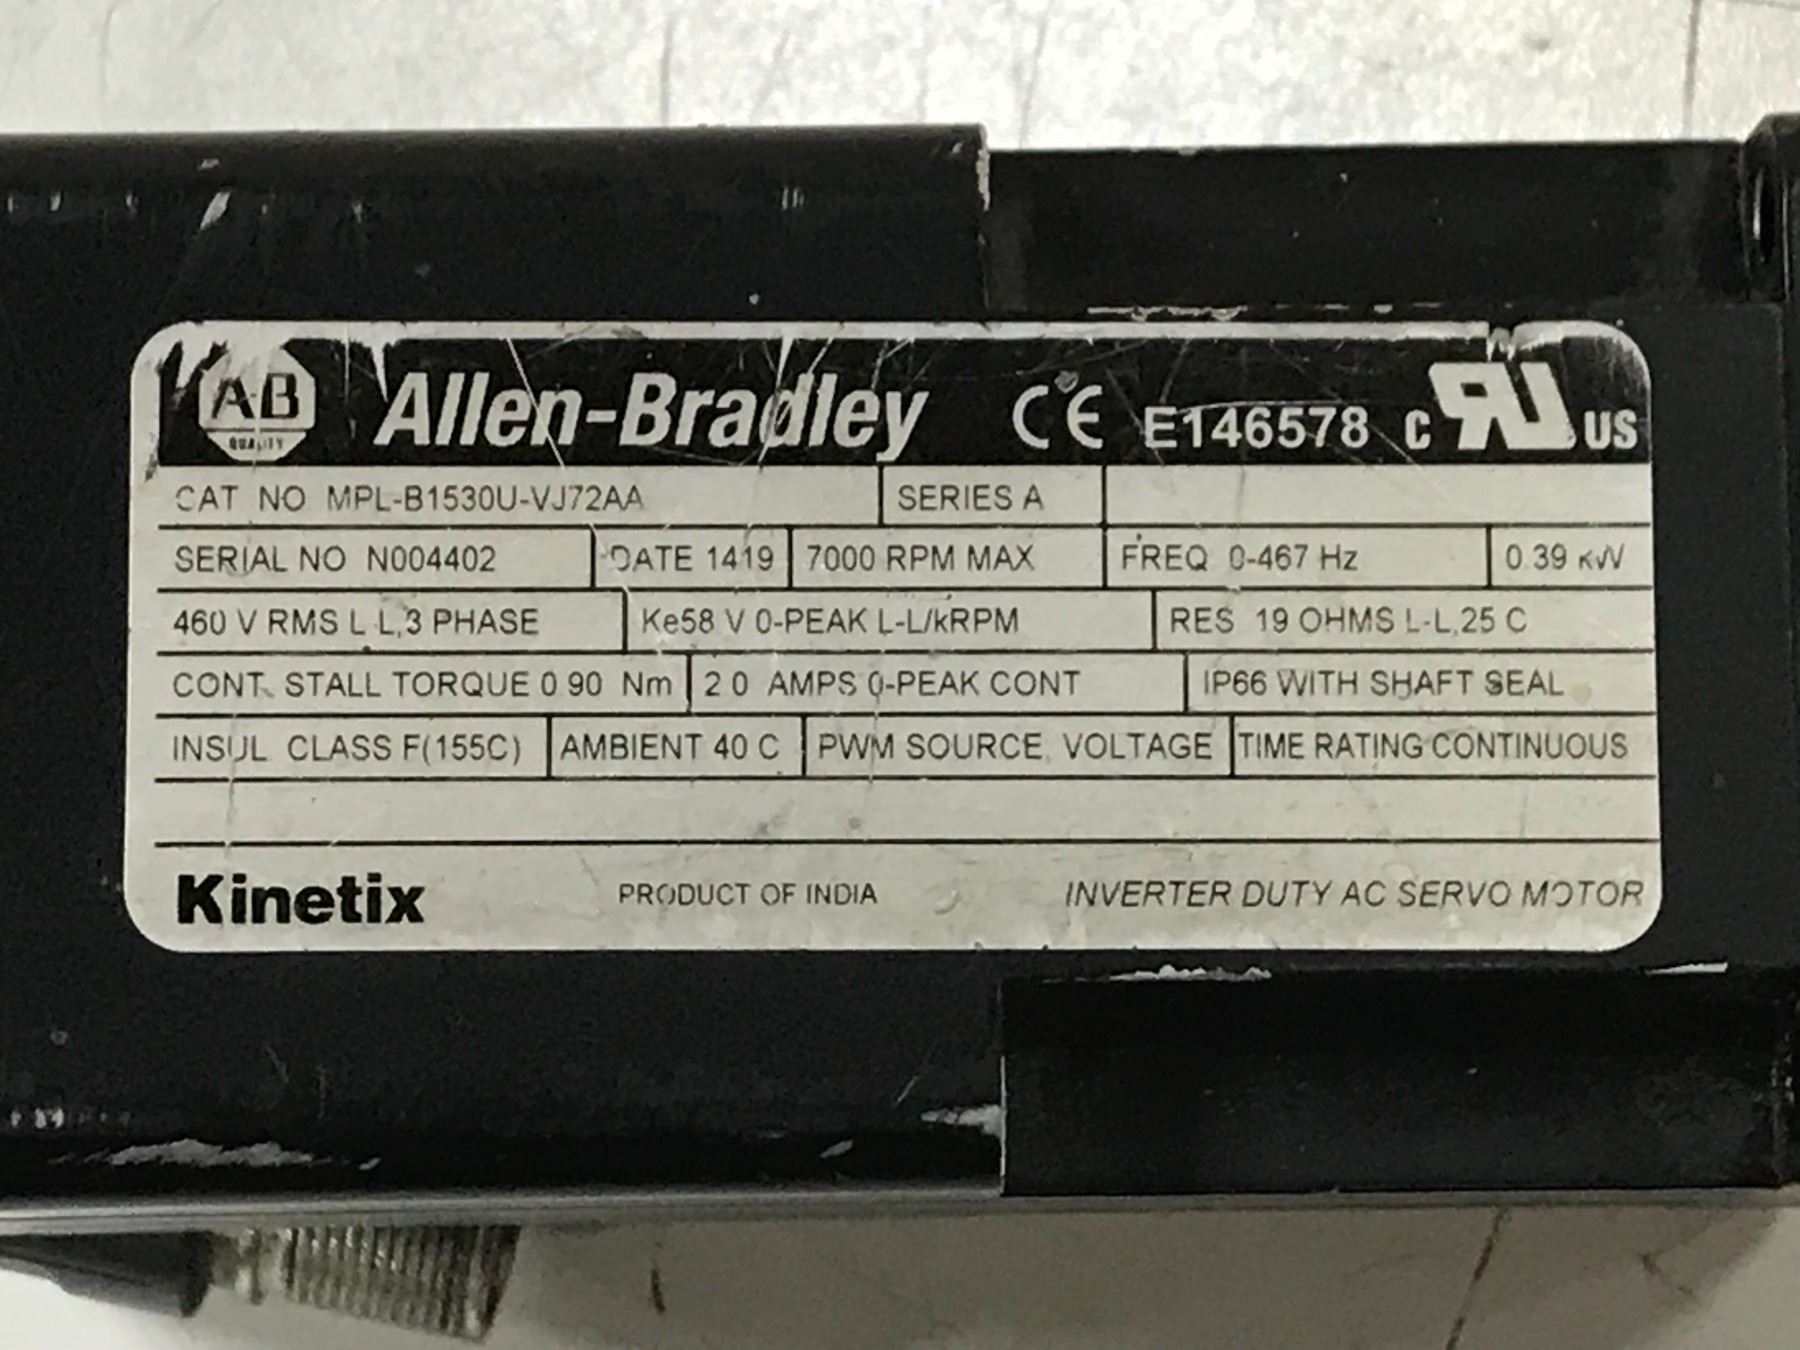 A-B QUALITY Allen-Bradley CE E146578 c RU US
CAT NO MPL-B1530U-VJ72AA SERIES A
SERIAL NO N004402 DATE 1419 7000 RPM MAX FREQ 0-467 Hz 0.39 kW
460 V RMS L-L,3 PHASE Ke58 V 0-PEAK L-L/kRPM RES 19 OHMS L-L,25 C
CONT. STALL TORQUE 0.90 Nm 2.0 AMPS 0-PEAK CONT IP66 WITH SHAFT SEAL
INSUL CLASS F(155C) AMBIENT 40 C PWM SOURCE VOLTAGE TIME RATING CONTINUOUS
Kinetix PRODUCT OF INDIA INVERTER DUTY AC SERVO MOTOR